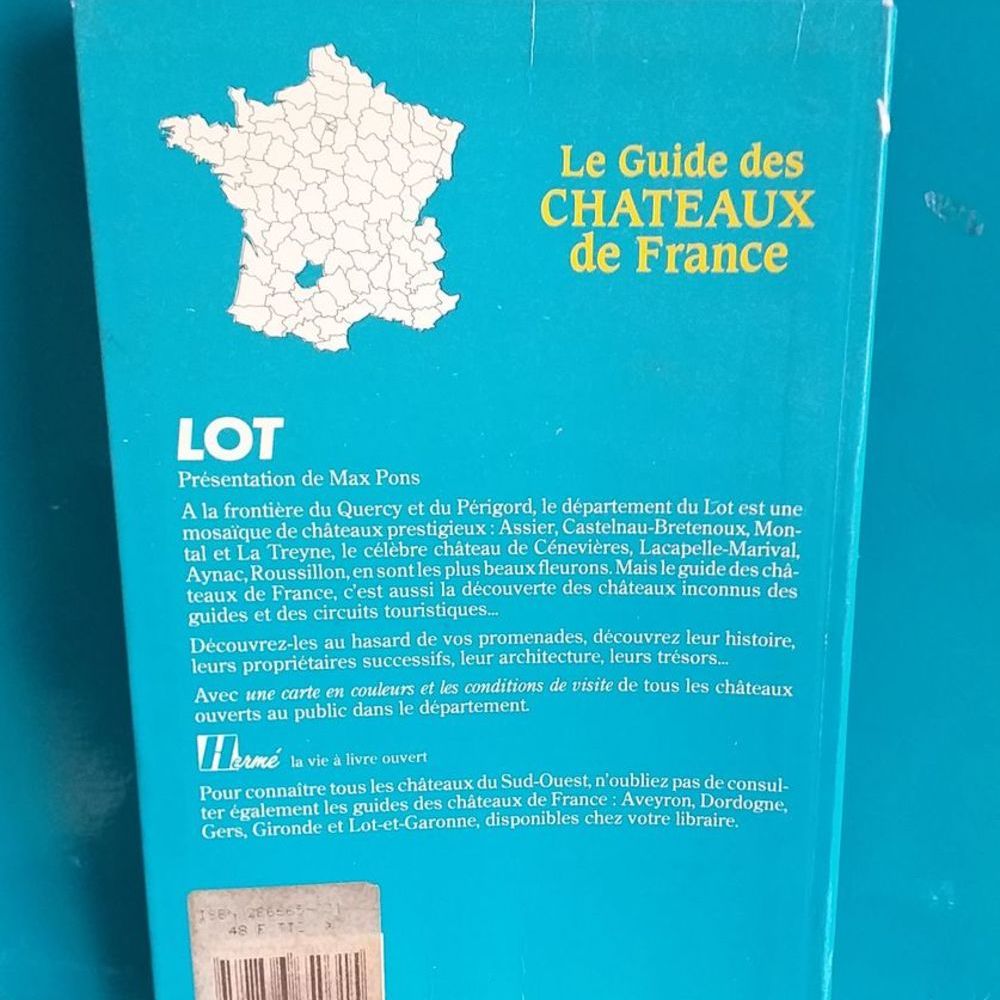 Le Guide des
CHATEAUX
de France
LOT
Présentation de Max Pons
A la frontière du Quercy et du Périgord, le département du Lot est une
mosaïque de châteaux prestigieux : Assier, Castelnau-Bretenoux, Mon-
tal et La Treyne, le célèbre château de Cénevières, Lacapelle-Marival,
Aynac, Roussillon, en sont les plus beaux fleurons. Mais le guide des châ-
teaux de France, c'est aussi la découverte des châteaux inconnus des
guides et des circuits touristiques...
Découvrez-les au hasard de vos promenades, découvrez leur histoire,
leurs propriétaires successifs, leur architecture, leurs trésors...
Avec une carte en couleurs et les conditions de visite de tous les châteaux
ouverts au public dans le département.
Hermé la vie à livre ouvert
Pour connaître tous les châteaux du Sud-Ouest, n'oubliez pas de consul-
ter également les guides des châteaux de France : Aveyron, Dordogne,
Gers, Gironde et Lot-et-Garonne, disponibles chez votre libraire.
ISBN
48 F TTC